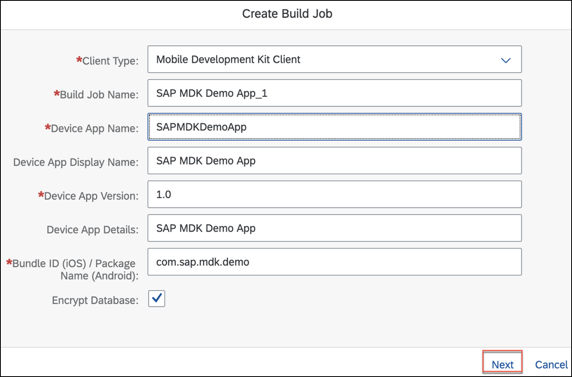 Create Build Job
*Client Type: Mobile Development Kit Client
*Build Job Name: SAP MDK Demo App_1
*Device App Name: SAPMDKDemoApp
Device App Display Name: SAP MDK Demo App
*Device App Version: 1.0
Device App Details: SAP MDK Demo App
*Bundle ID (iOS) / Package
Name (Android): com.sap.mdk.demo
Encrypt Database:
Next Cancel